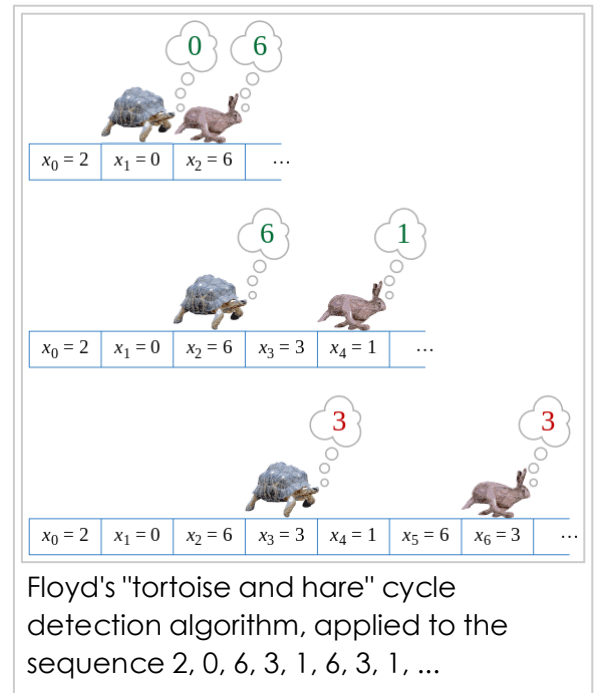 0 6
x₀ = 2 x₁ = 0 x₂ = 6 ...
6 1
x₀ = 2 x₁ = 0 x₂ = 6 x₃ = 3 x₄ = 1 ...
3 3
x₀ = 2 x₁ = 0 x₂ = 6 x₃ = 3 x₄ = 1 x₅ = 6 x₆ = 3 ...
Floyd's "tortoise and hare" cycle
detection algorithm, applied to the
sequence 2, 0, 6, 3, 1, 6, 3, 1, ...